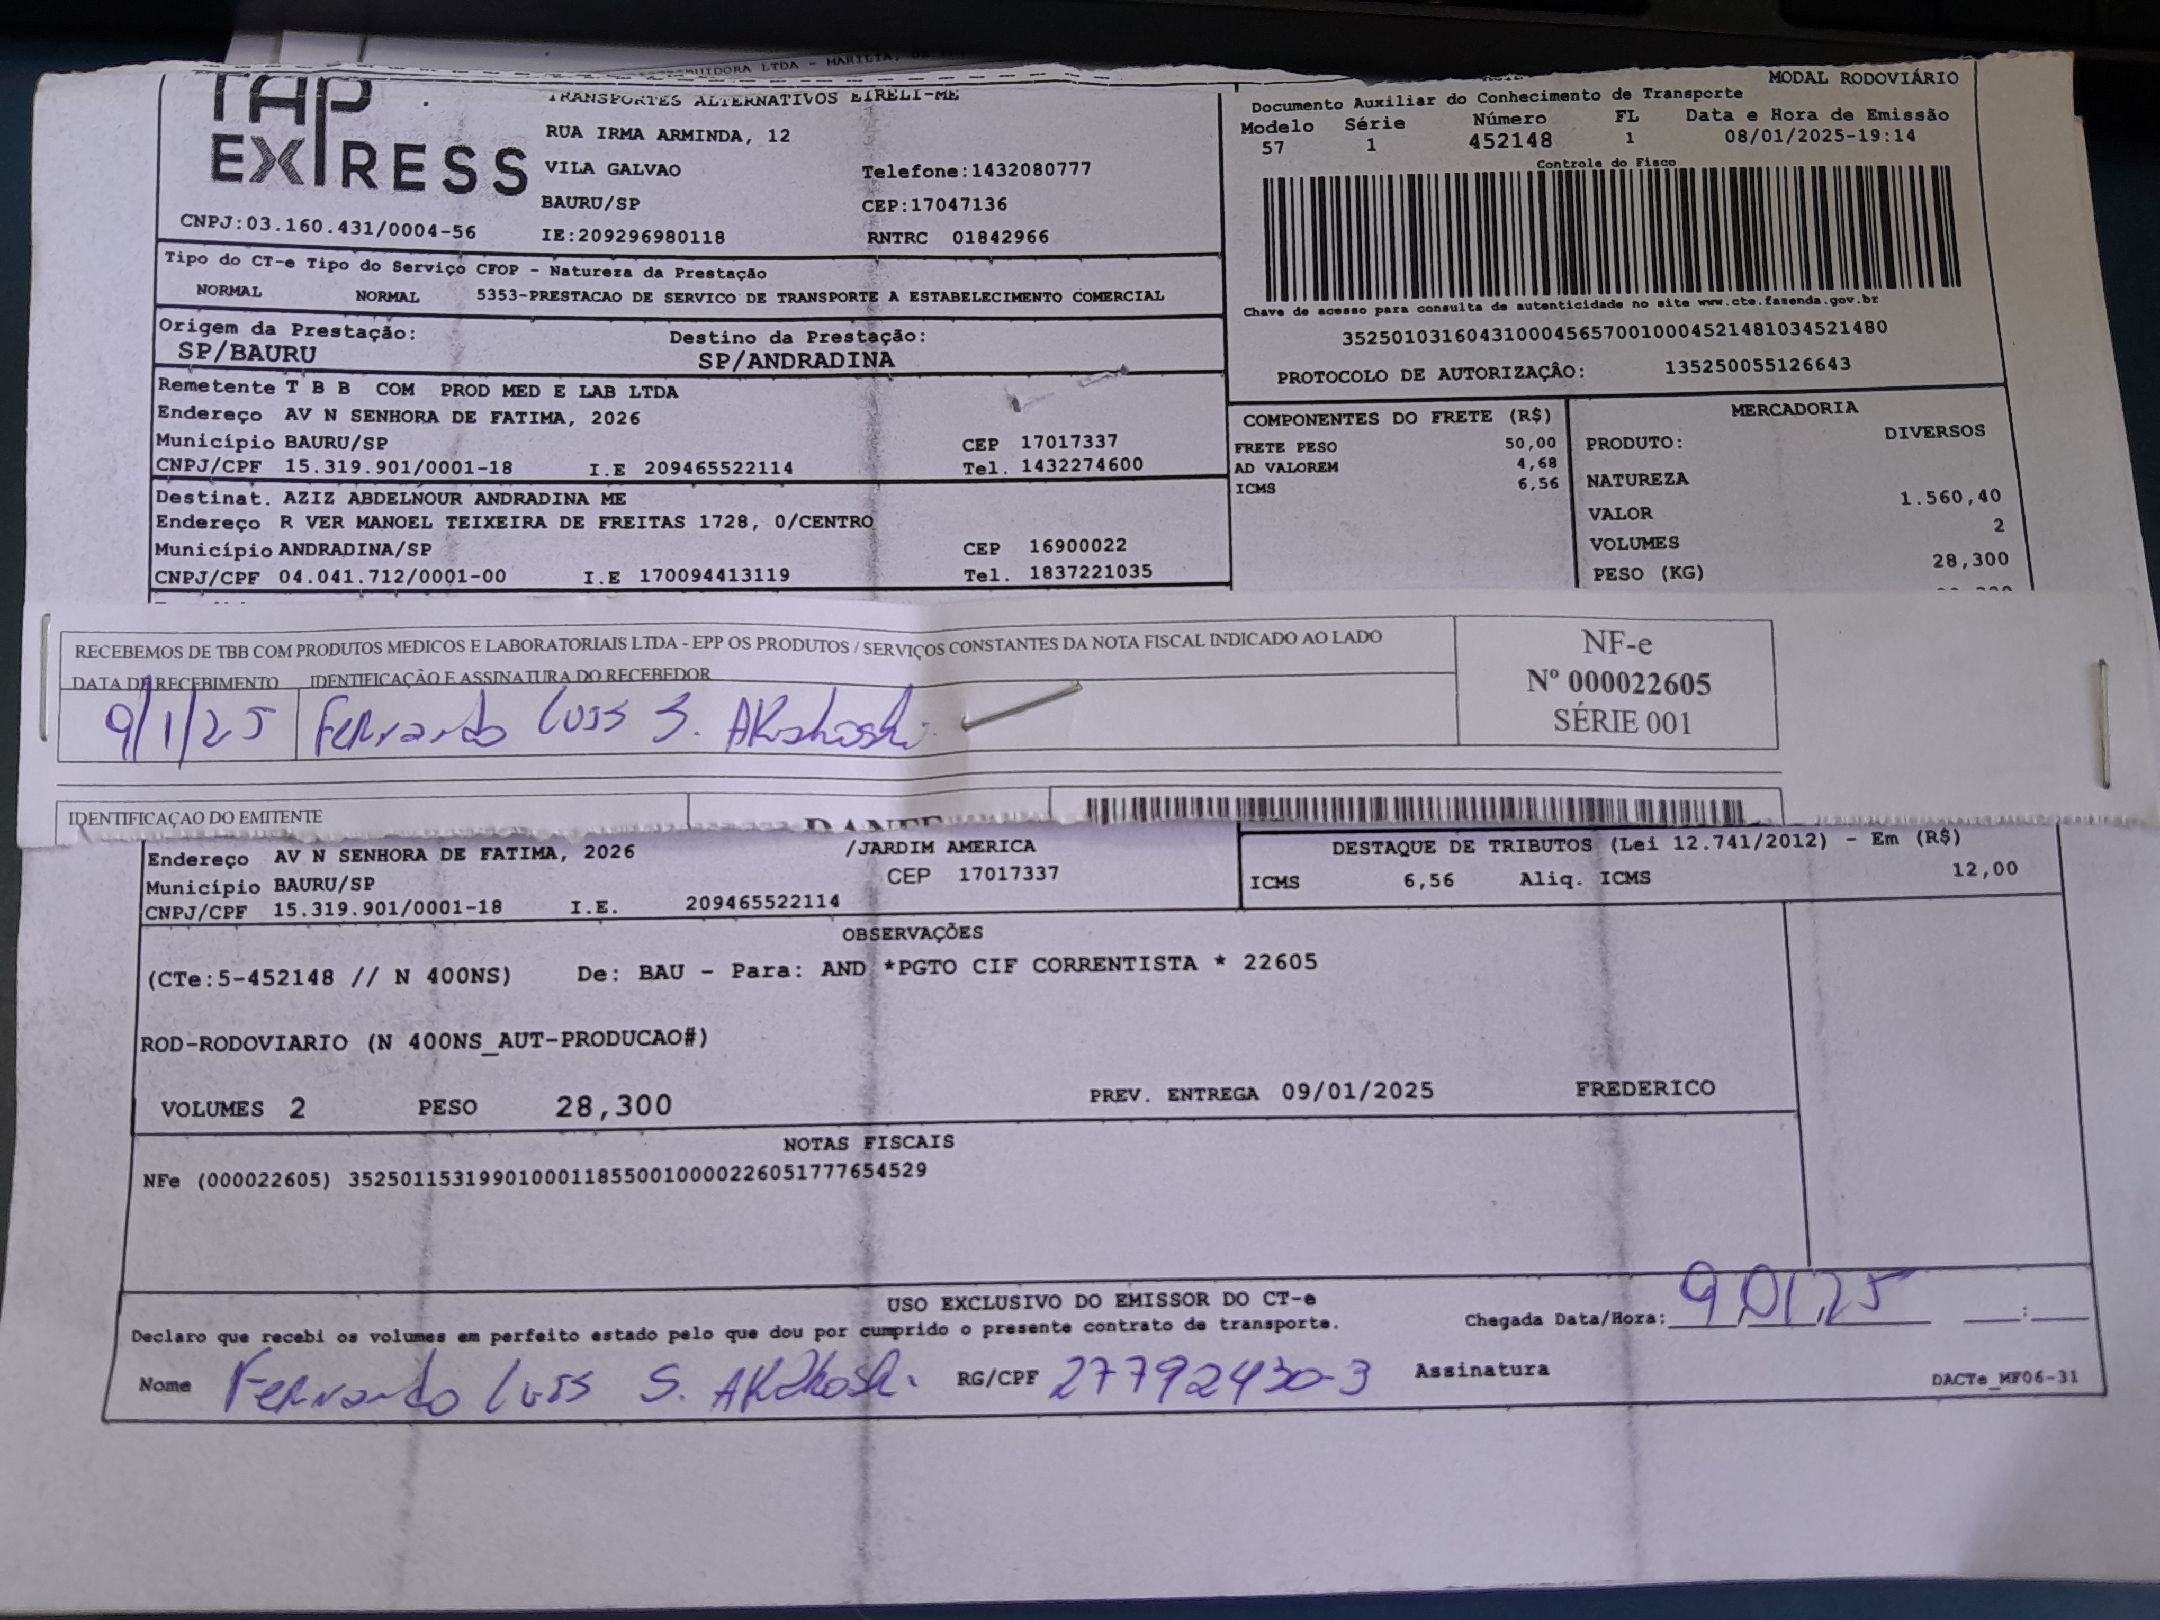 UIDORA LTDA - MARILIA,
TAP EXPRESS
TRANSPORTES ALTERNATIVOS EIRELI-ME
RUA IRMA ARMINDA, 12
VILA GALVAO Telefone:1432080777
BAURU/SP CEP:17047136
CNPJ:03.160.431/0004-56 IE:209296980118 RNTRC 01842966
MODAL RODOVIÁRIO
Documento Auxiliar do Conhecimento de Transporte
Modelo Série Número FL Data e Hora de Emissão
57 1 452148 1 08/01/2025-19:14
Controle do Fisco
Chave de acesso para consulta de autenticidade no site www.cte.fazenda.gov.br
35250103160431000456570010004521481034521480
PROTOCOLO DE AUTORIZAÇÃO: 135250055126643
Tipo do CT-e Tipo do Serviço CFOP - Natureza da Prestação
NORMAL NORMAL 5353-PRESTACAO DE SERVICO DE TRANSPORTE A ESTABELECIMENTO COMERCIAL
Origem da Prestação: Destino da Prestação:
SP/BAURU SP/ANDRADINA
Remetente T B B COM PROD MED E LAB LTDA
Endereço AV N SENHORA DE FATIMA, 2026
Município BAURU/SP CEP 17017337
CNPJ/CPF 15.319.901/0001-18 I.E 209465522114 Tel. 1432274600
Destinat. AZIZ ABDELNOUR ANDRADINA ME
Endereço R VER MANOEL TEIXEIRA DE FREITAS 1728, 0/CENTRO
Município ANDRADINA/SP CEP 16900022
CNPJ/CPF 04.041.712/0001-00 I.E 170094413119 Tel. 1837221035
COMPONENTES DO FRETE (R$)
FRETE PESO 50,00
AD VALOREM 4,68
ICMS 6,56
MERCADORIA
PRODUTO: DIVERSOS
NATUREZA
VALOR 1.560,40
VOLUMES 2
PESO (KG) 28,300
RECEBEMOS DE TBB COM PRODUTOS MEDICOS E LABORATORIAIS LTDA - EPP OS PRODUTOS / SERVIÇOS CONSTANTES DA NOTA FISCAL INDICADO AO LADO
DATA DE RECEBIMENTO IDENTIFICAÇÃO E ASSINATURA DO RECEBEDOR
9/1/25 Fernando Luis S. AKakoshi
NF-e
Nº 000022605
SÉRIE 001
IDENTIFICAÇAO DO EMITENTE
DANFE
Endereço AV N SENHORA DE FATIMA, 2026 /JARDIM AMERICA
Município BAURU/SP CEP 17017337
CNPJ/CPF 15.319.901/0001-18 I.E. 209465522114
DESTAQUE DE TRIBUTOS (Lei 12.741/2012) - Em (R$)
ICMS 6,56 Aliq. ICMS 12,00
OBSERVAÇÕES
(CTe:5-452148 // N 400NS) De: BAU - Para: AND *PGTO CIF CORRENTISTA * 22605
ROD-RODOVIARIO (N 400NS_AUT-PRODUCAO#)
VOLUMES 2 PESO 28,300 PREV. ENTREGA 09/01/2025 FREDERICO
NOTAS FISCAIS
NFe (000022605) 35250115319901000118550010000226051777654529
USO EXCLUSIVO DO EMISSOR DO CT-e
Declaro que recebi os volumes em perfeito estado pelo que dou por cumprido o presente contrato de transporte.
Chegada Data/Hora: 9 01 25 :
Nome Fernando Luis S. AKakoshi RG/CPF 27792430-3 Assinatura
DACTe_MF06-31